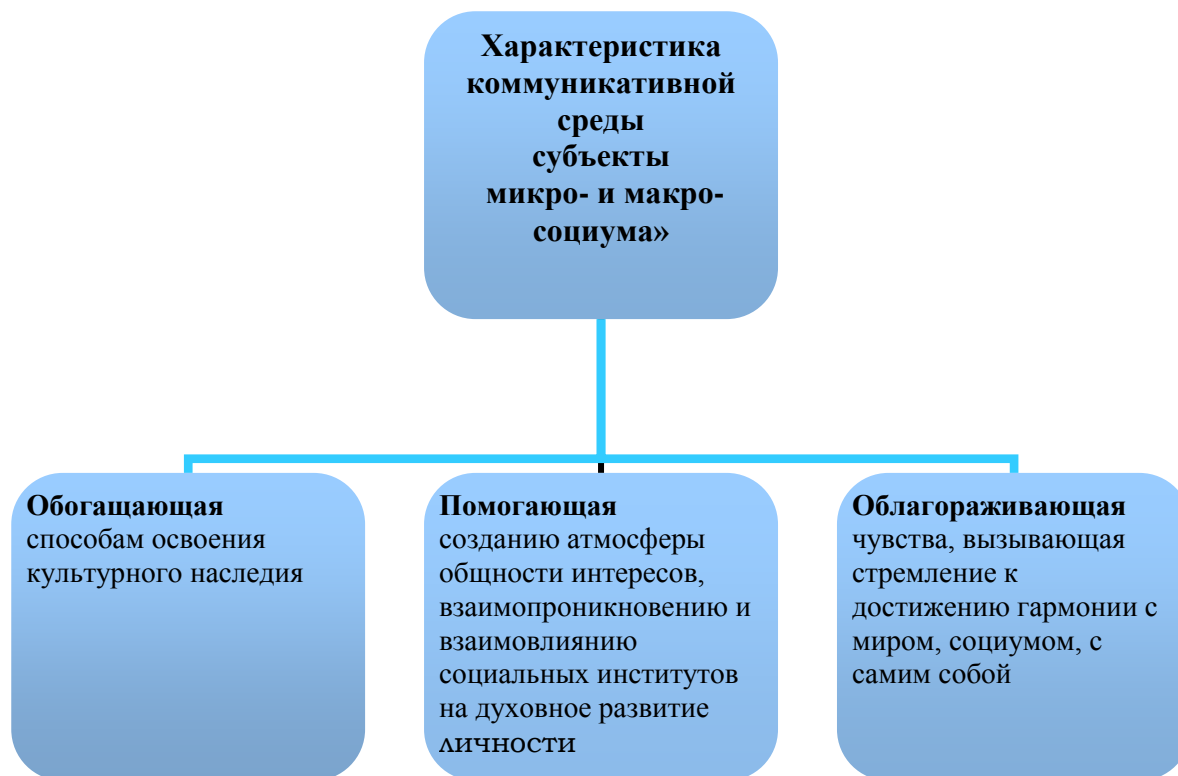 Характеристика
коммуникативной
среды
субъекты
микро- и макро-
социума»
Обогащающая
способам освоения
культурного наследия
Помогающая
созданию атмосферы
общности интересов,
взаимопроникновению и
взаимовлиянию
социальных институтов
на духовное развитие
личности
Облагораживающая
чувства, вызывающая
стремление к
достижению гармонии с
миром, социумом, с
самим собой